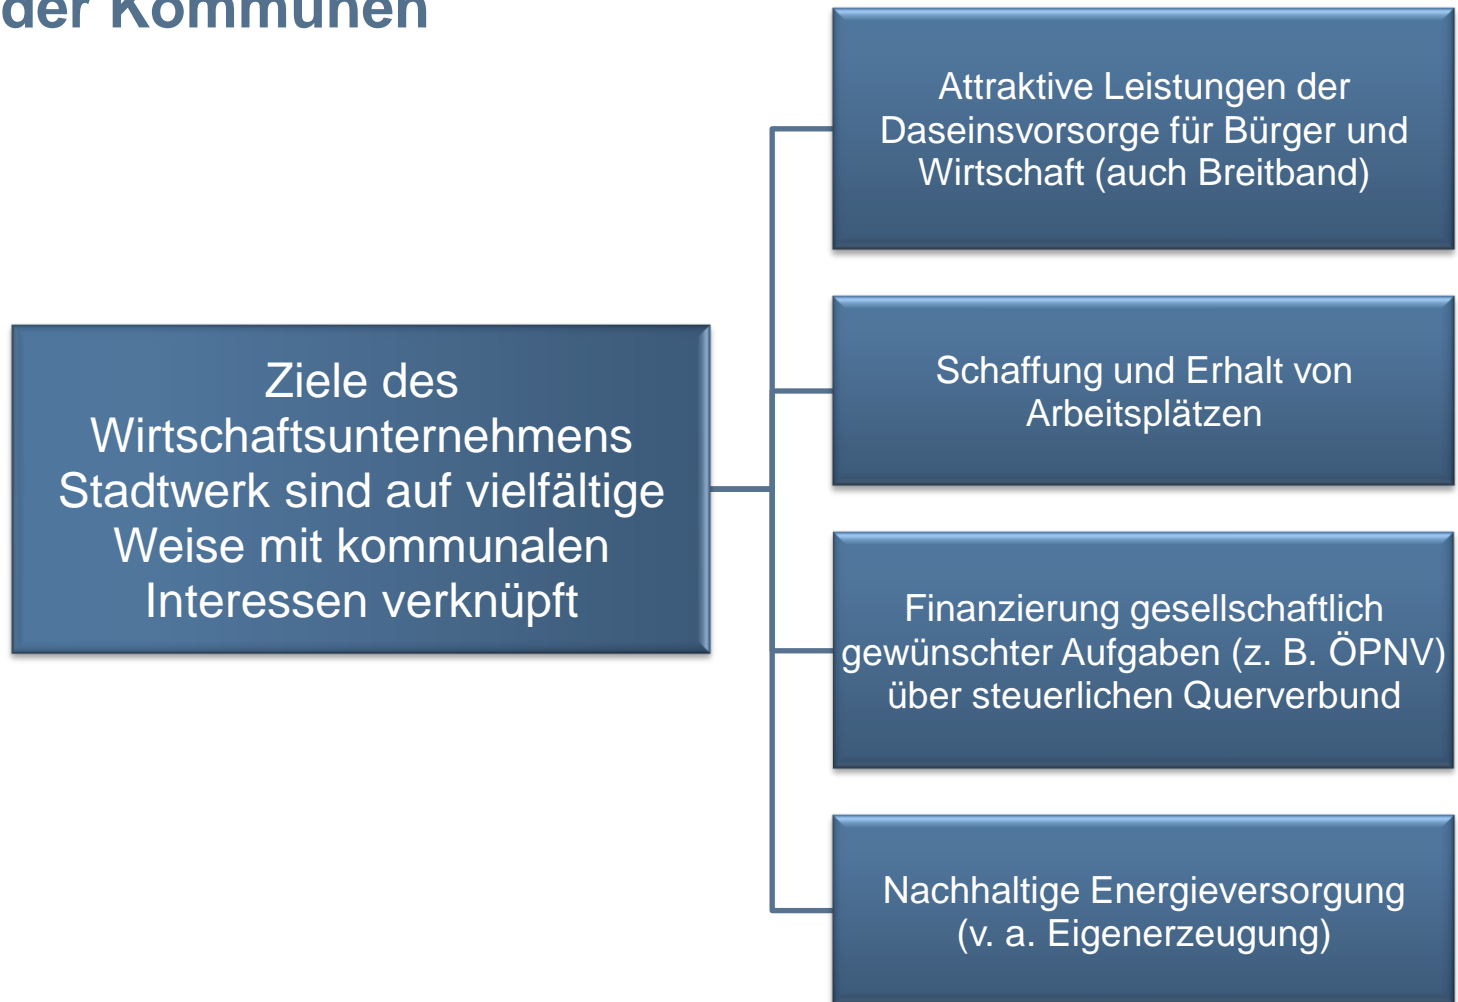 der Kommunen
Ziele des
Wirtschaftsunternehmens
Stadtwerk sind auf vielfältige
Weise mit kommunalen
Interessen verknüpft
Attraktive Leistungen der
Daseinsvorsorge für Bürger und
Wirtschaft (auch Breitband)
Schaffung und Erhalt von
Arbeitsplätzen
Finanzierung gesellschaftlich
gewünschter Aufgaben (z. B. ÖPNV)
über steuerlichen Querverbund
Nachhaltige Energieversorgung
(v. a. Eigenerzeugung)